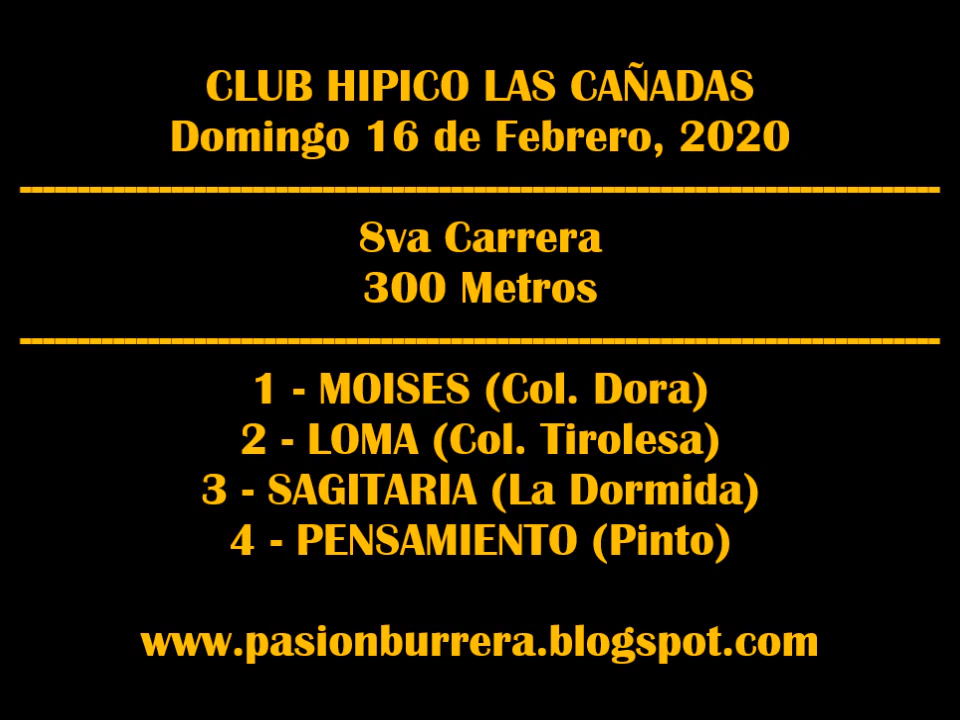 CLUB HIPICO LAS CAÑADAS
Domingo 16 de Febrero, 2020
--------------------------------------------------------------------------------
8va Carrera
300 Metros
--------------------------------------------------------------------------------
1 - MOISES (Col. Dora)
2 - LOMA (Col. Tirolesa)
3 - SAGITARIA (La Dormida)
4 - PENSAMIENTO (Pinto)
www.pasionburrera.blogspot.com